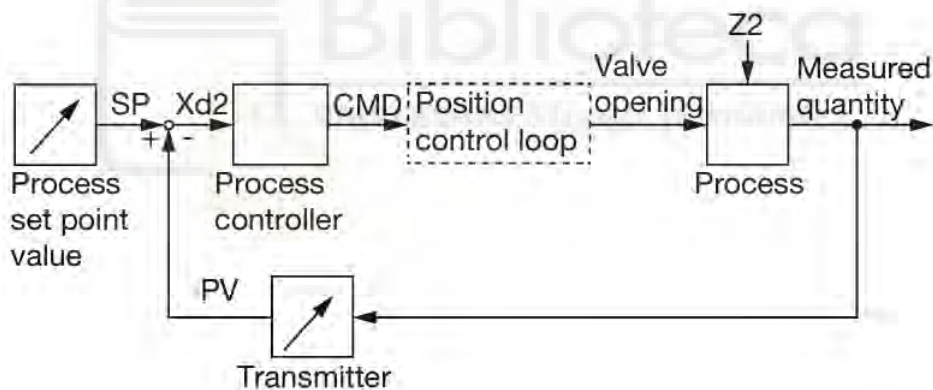 Biblioteca
Z2
SP
Xd2
CMD
Position
control loop
Valve
opening
Measured
quantity
+ -
Process
set point
value
Process
controller
Process
PV
Transmitter